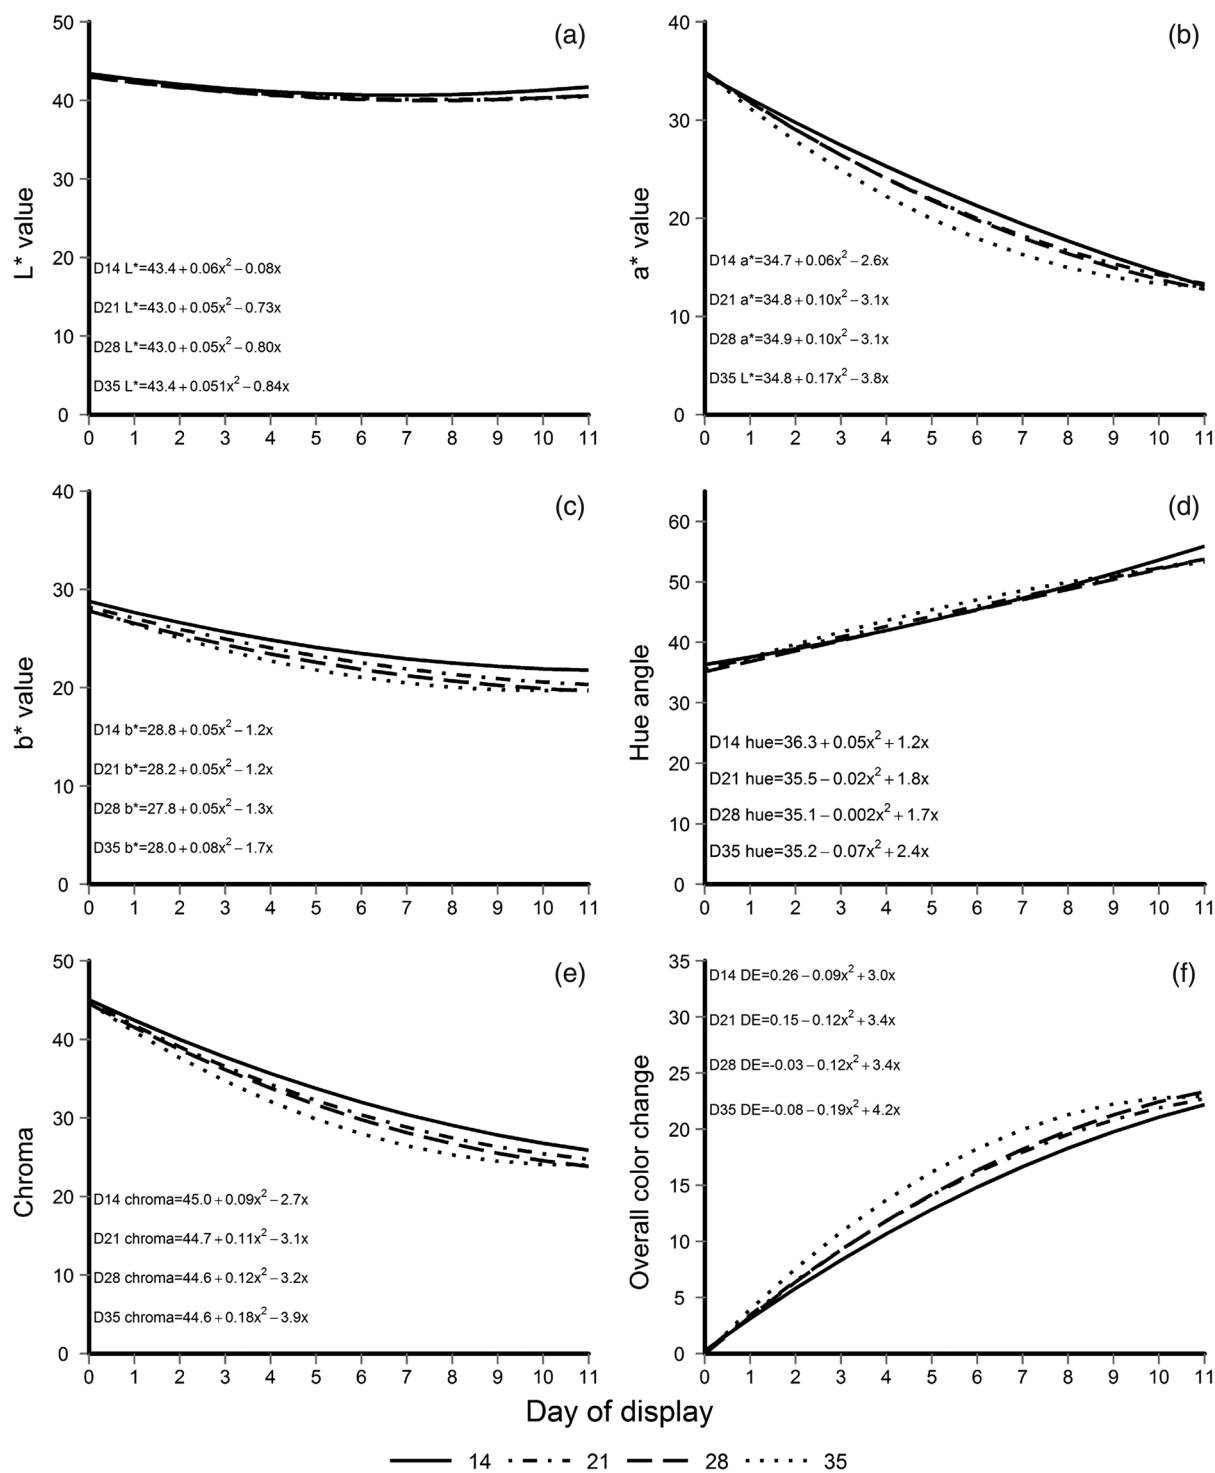 (a)
50
40
30
20
10
0
L* value
D14 L*=43.4+0.06x²−0.08x
D21 L*=43.0+0.05x²−0.73x
D28 L*=43.0+0.05x²−0.80x
D35 L*=43.4+0.051x²−0.84x
0 1 2 3 4 5 6 7 8 9 10 11
(b)
40
30
20
10
0
a* value
D14 a*=34.7+0.06x²−2.6x
D21 a*=34.8+0.10x²−3.1x
D28 a*=34.9+0.10x²−3.1x
D35 L*=34.8+0.17x²−3.8x
0 1 2 3 4 5 6 7 8 9 10 11
(c)
40
30
20
10
0
b* value
D14 b*=28.8+0.05x²−1.2x
D21 b*=28.2+0.05x²−1.2x
D28 b*=27.8+0.05x²−1.3x
D35 b*=28.0+0.08x²−1.7x
0 1 2 3 4 5 6 7 8 9 10 11
(d)
60
50
40
30
20
10
0
Hue angle
D14 hue=36.3+0.05x²+1.2x
D21 hue=35.5−0.02x²+1.8x
D28 hue=35.1−0.002x²+1.7x
D35 hue=35.2−0.07x²+2.4x
0 1 2 3 4 5 6 7 8 9 10 11
(e)
50
40
30
20
10
0
Chroma
D14 chroma=45.0+0.09x²−2.7x
D21 chroma=44.7+0.11x²−3.1x
D28 chroma=44.6+0.12x²−3.2x
D35 chroma=44.6+0.18x²−3.9x
0 1 2 3 4 5 6 7 8 9 10 11
(f)
35
30
25
20
15
10
5
0
Overall color change
D14 DE=0.26−0.09x²+3.0x
D21 DE=0.15−0.12x²+3.4x
D28 DE=-0.03−0.12x²+3.4x
D35 DE=-0.08−0.19x²+4.2x
0 1 2 3 4 5 6 7 8 9 10 11
Day of display
14 21 28 35